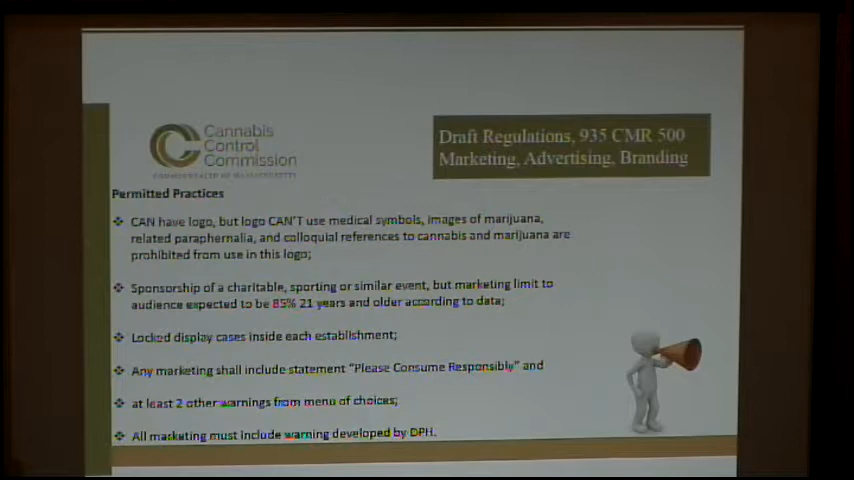 Cannabis
Control
Commission
COMMONWEALTH OF MASSACHUSETTS
Draft Regulations, 935 CMR 500
Marketing, Advertising, Branding
Permitted Practices
❖ CAN have logo, but logo CAN'T use medical symbols, images of marijuana,
related paraphernalia, and colloquial references to cannabis and marijuana are
prohibited from use in this logo;
❖ Sponsorship of a charitable, sporting or similar event, but marketing limit to
audience expected to be 85% 21 years and older according to data;
❖ Locked display cases inside each establishment;
❖ Any marketing shall include statement "Please Consume Responsibly" and
❖ at least 2 other warnings from menu of choices;
❖ All marketing must include warning developed by DPH.